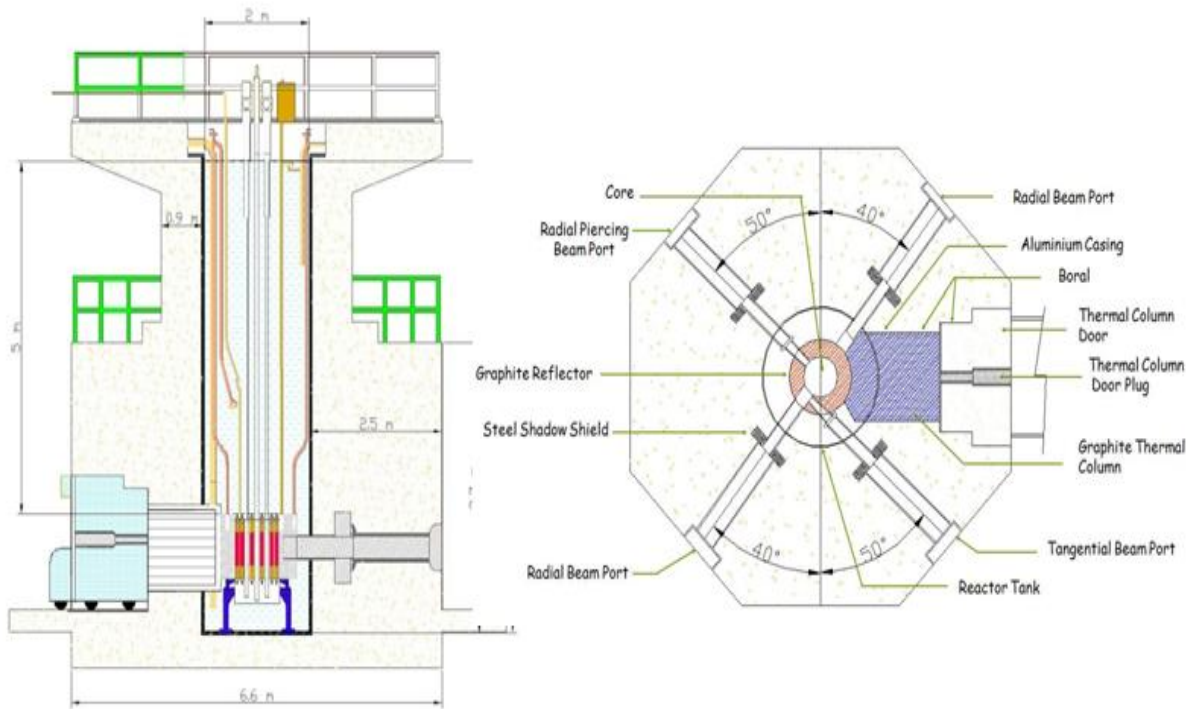 2 m
0.9 m
5 m
2.5 m
6.6 m
Core
Radial Beam Port
50°
40°
Radial Piercing
Beam Port
Aluminium Casing
Boral
Thermal Column
Door
Thermal Column
Door Plug
Graphite Reflector
Steel Shadow Shield
Graphite Thermal
Column
40°
50°
Radial Beam Port
Tangential Beam Port
Reactor Tank